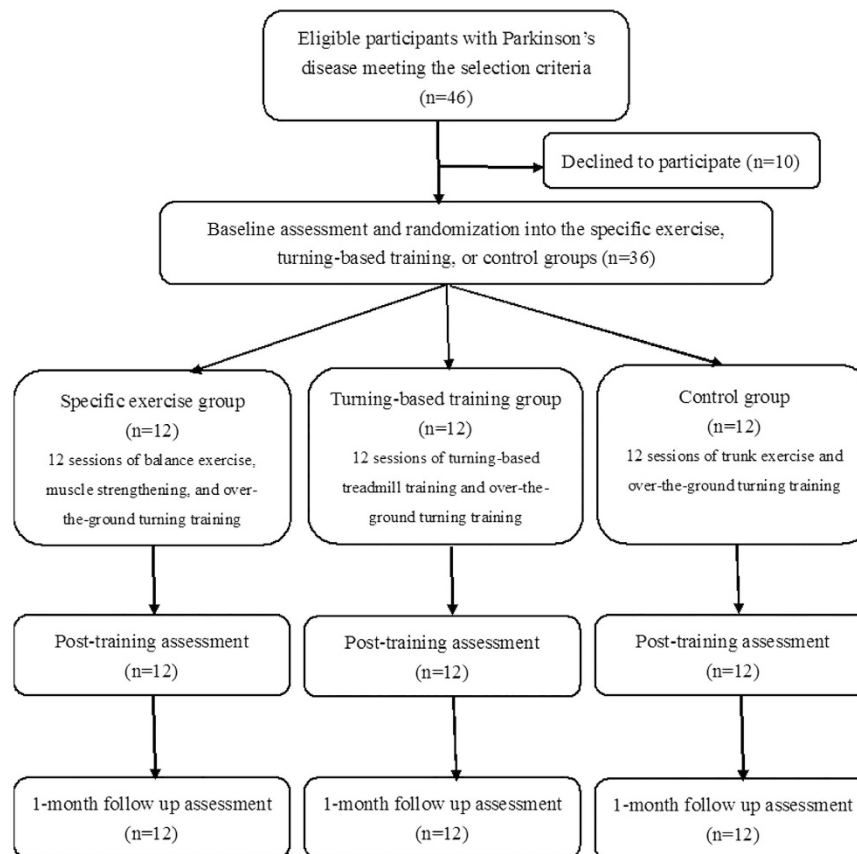 Eligible participants with Parkinson's
disease meeting the selection criteria
(n=46)
Declined to participate (n=10)
Baseline assessment and randomization into the specific exercise,
turning-based training, or control groups (n=36)
Specific exercise group
(n=12)
12 sessions of balance exercise,
muscle strengthening, and over-
the-ground turning training
Turning-based training group
(n=12)
12 sessions of turning-based
treadmill training and over-the-
ground turning training
Control group
(n=12)
12 sessions of trunk exercise and
over-the-ground turning training
Post-training assessment
(n=12)
Post-training assessment
(n=12)
Post-training assessment
(n=12)
1-month follow up assessment
(n=12)
1-month follow up assessment
(n=12)
1-month follow up assessment
(n=12)